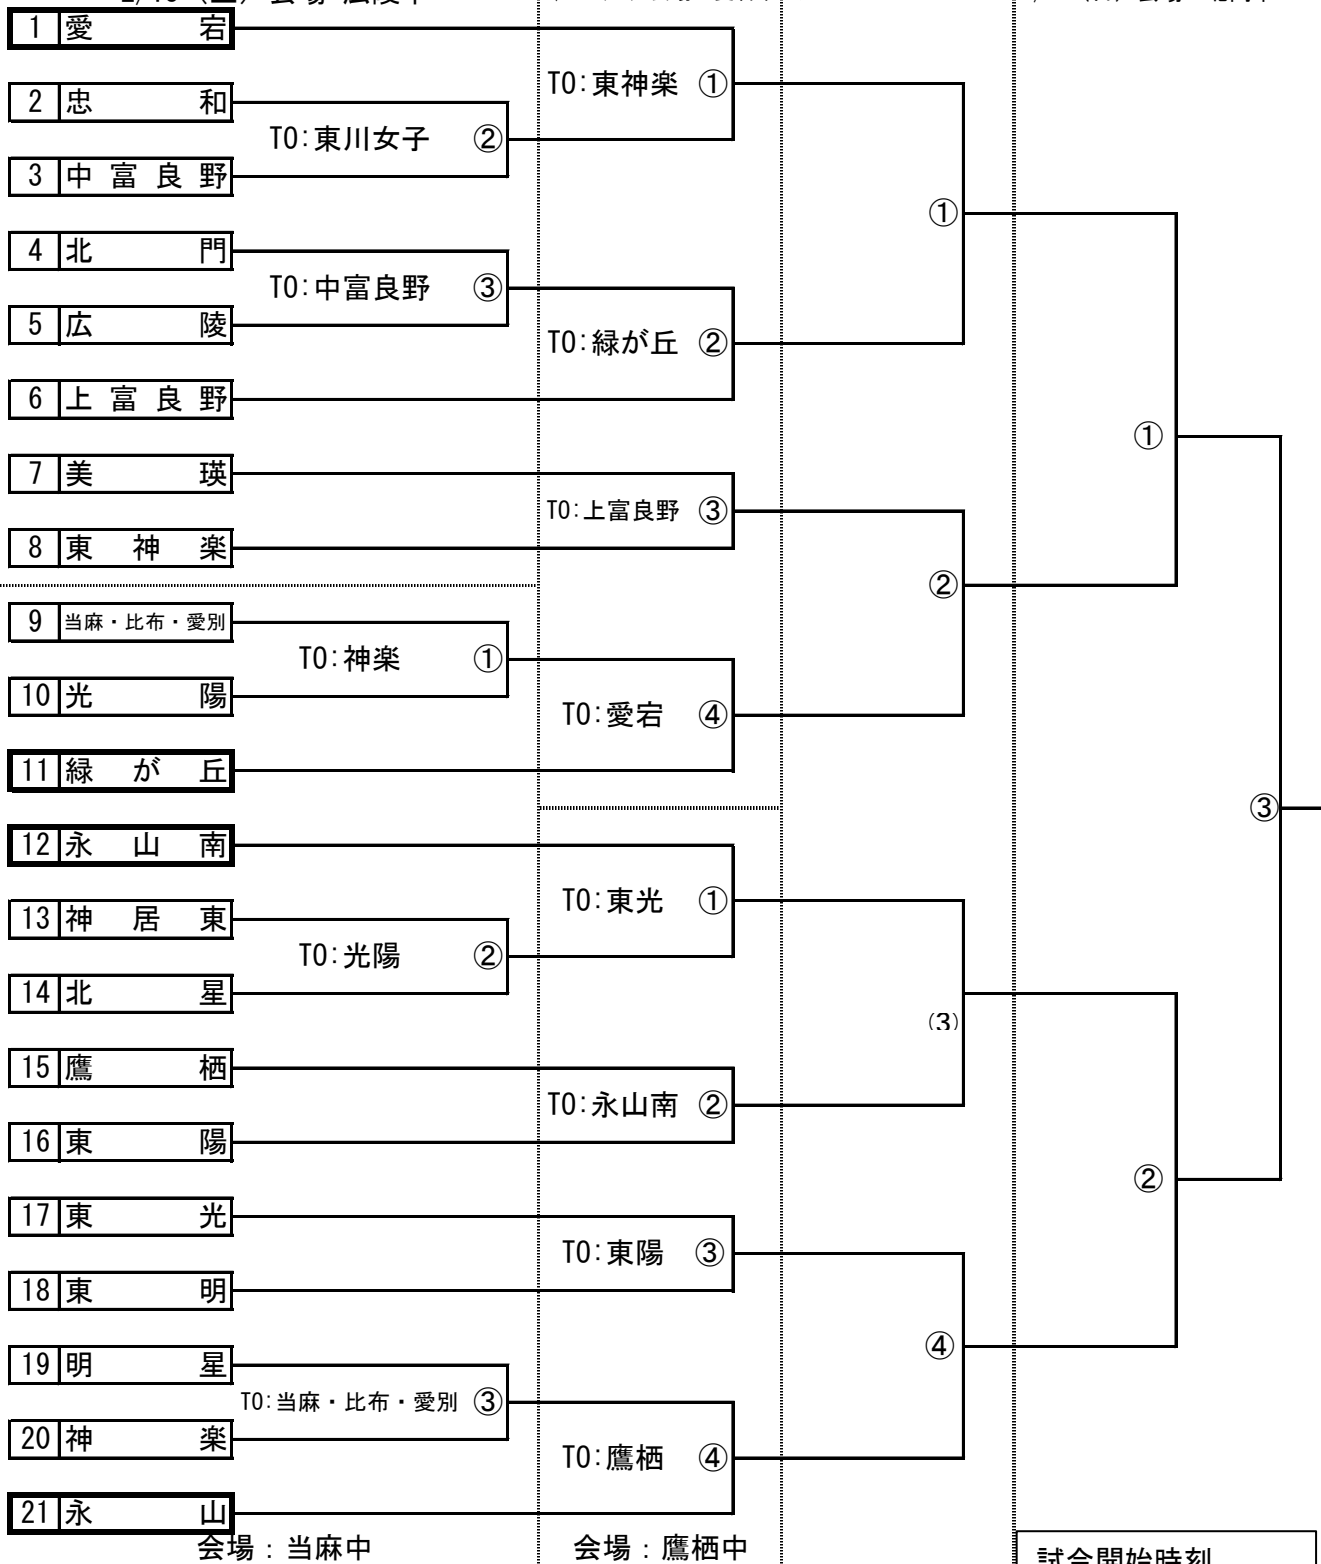 1 愛宕
TO:東神楽 ①
2 忠和
TO:東川女子 ②
3 中富良野
①
4 北門
TO:中富良野 ③
5 広陵
TO:緑が丘 ②
6 上富良野
①
7 美瑛
TO:上富良野 ③
8 東神楽
②
9 当麻・比布・愛別
TO:神楽 ①
10 光陽
TO:愛宕 ④
11 緑が丘
③
12 永山南
TO:東光 ①
13 神居東
TO:光陽 ②
14 北星
(3)
15 鷹栖
TO:永山南 ②
16 東陽
②
17 東光
TO:東陽 ③
18 東明
④
19 明星
TO:当麻・比布・愛別 ③
20 神楽
TO:鷹栖 ④
21 永山
会場：当麻中 会場：鷹栖中
試合開始時刻